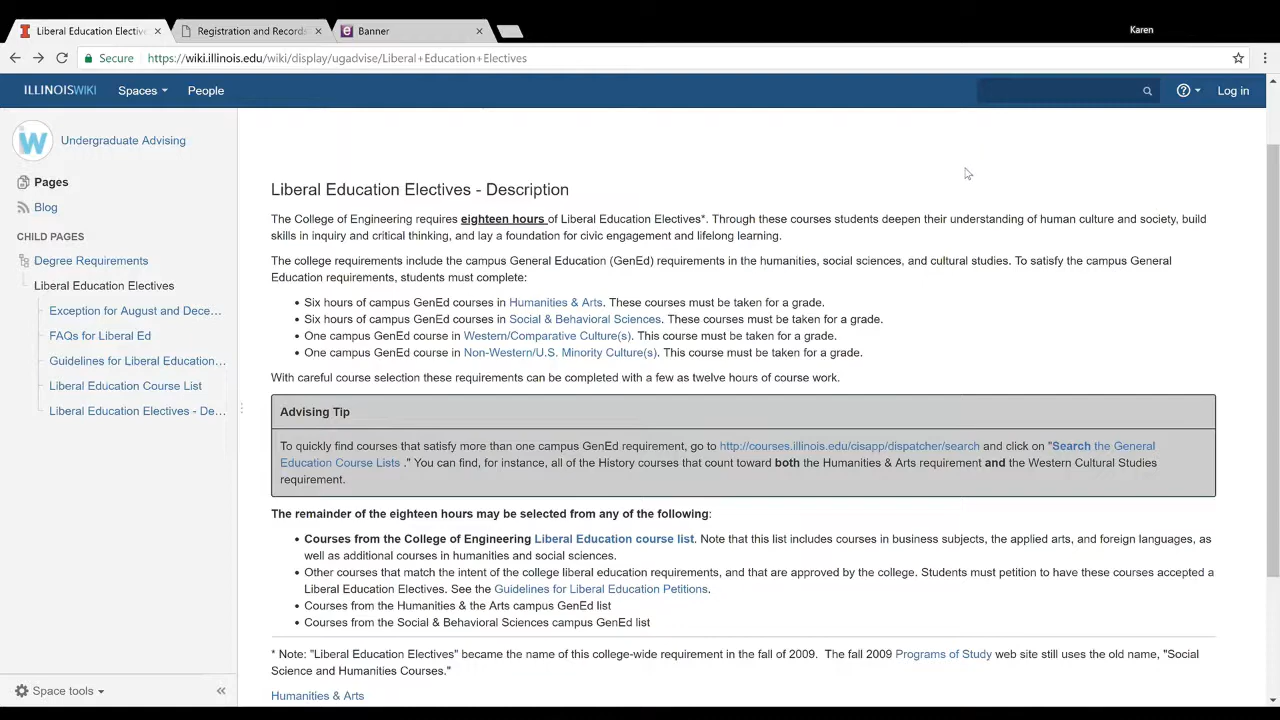 Liberal Education Elective
Registration and Records
Banner
Karen
Secure
https://wiki.illinois.edu/wiki/display/ugadvise/Liberal+Education+Electives
ILLINOISWIKI
Spaces
People
Log in
Undergraduate Advising
Pages
Blog
CHILD PAGES
Degree Requirements
Liberal Education Electives
Exception for August and Dece...
FAQs for Liberal Ed
Guidelines for Liberal Education...
Liberal Education Course List
Liberal Education Electives - De...
Space tools
Liberal Education Electives - Description
The College of Engineering requires eighteen hours of Liberal Education Electives*. Through these courses students deepen their understanding of human culture and society, build
skills in inquiry and critical thinking, and lay a foundation for civic engagement and lifelong learning.
The college requirements include the campus General Education (GenEd) requirements in the humanities, social sciences, and cultural studies. To satisfy the campus General
Education requirements, students must complete:
• Six hours of campus GenEd courses in Humanities & Arts. These courses must be taken for a grade.
• Six hours of campus GenEd courses in Social & Behavioral Sciences. These courses must be taken for a grade.
• One campus GenEd course in Western/Comparative Culture(s). This course must be taken for a grade.
• One campus GenEd course in Non-Western/U.S. Minority Culture(s). This course must be taken for a grade.
With careful course selection these requirements can be completed with a few as twelve hours of course work.
Advising Tip
To quickly find courses that satisfy more than one campus GenEd requirement, go to http://courses.illinois.edu/cisapp/dispatcher/search and click on "Search the General
Education Course Lists ." You can find, for instance, all of the History courses that count toward both the Humanities & Arts requirement and the Western Cultural Studies
requirement.
The remainder of the eighteen hours may be selected from any of the following:
• Courses from the College of Engineering Liberal Education course list. Note that this list includes courses in business subjects, the applied arts, and foreign languages, as
well as additional courses in humanities and social sciences.
• Other courses that match the intent of the college liberal education requirements, and that are approved by the college. Students must petition to have these courses accepted a
Liberal Education Electives. See the Guidelines for Liberal Education Petitions.
• Courses from the Humanities & the Arts campus GenEd list
• Courses from the Social & Behavioral Sciences campus GenEd list
* Note: "Liberal Education Electives" became the name of this college-wide requirement in the fall of 2009. The fall 2009 Programs of Study web site still uses the old name, "Social
Science and Humanities Courses."
Humanities & Arts